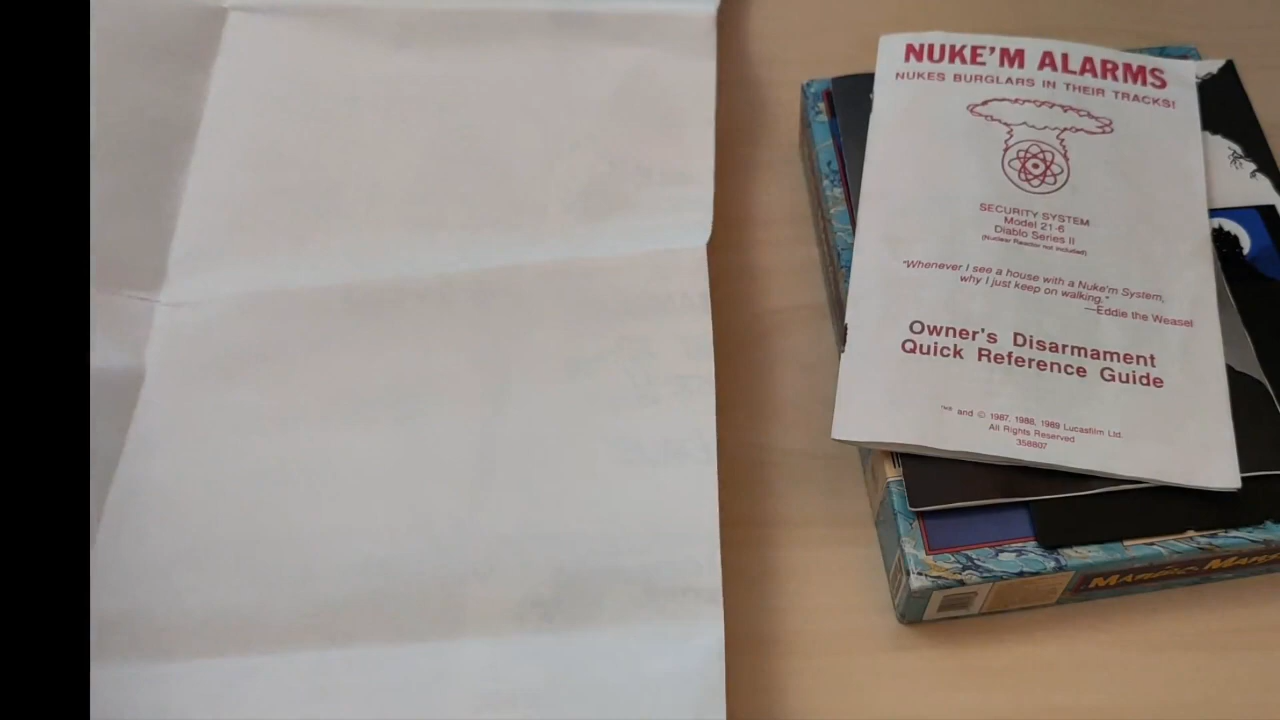 NUKE'M ALARMS
NUKES BURGLARS IN THEIR TRACKS!
SECURITY SYSTEM
Model 21-6
Diablo Series II
(Nuclear Reactor not included)
"Whenever I see a house with a Nuke'm System,
why I just keep on walking."
—Eddie the Weasel
Owner's Disarmament
Quick Reference Guide
™® and © 1987, 1988, 1989 Lucasfilm Ltd.
All Rights Reserved
358807
MANIAC